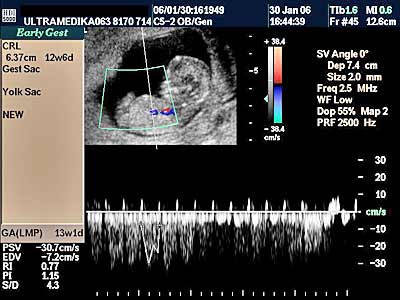 ULTRAMEDIKA063 8170 714
06/01/30:161949
C5-2 OB/Gen
30 Jan 06
16:44:39
TIb1.6 MI 0.6
Fr #45 12.6cm
Early Gest
CRL
6.37cm 12w6d
Gest Sac
Yolk Sac
NEW
GA(LMP) 13w1d
PSV -30.7cm/s
EDV -7.2cm/s
RI 0.77
PI 1.15
S/D 4.3
5
+ 38.4
- 38.4
cm/s
SV Angle 0°
Dep 7.4 cm
Size 2.0 mm
Freq 2.5 MHz
WF Low
Dop 55% Map 2
PRF 2500 Hz
30
20
10
cm/s
-10
-20
-30